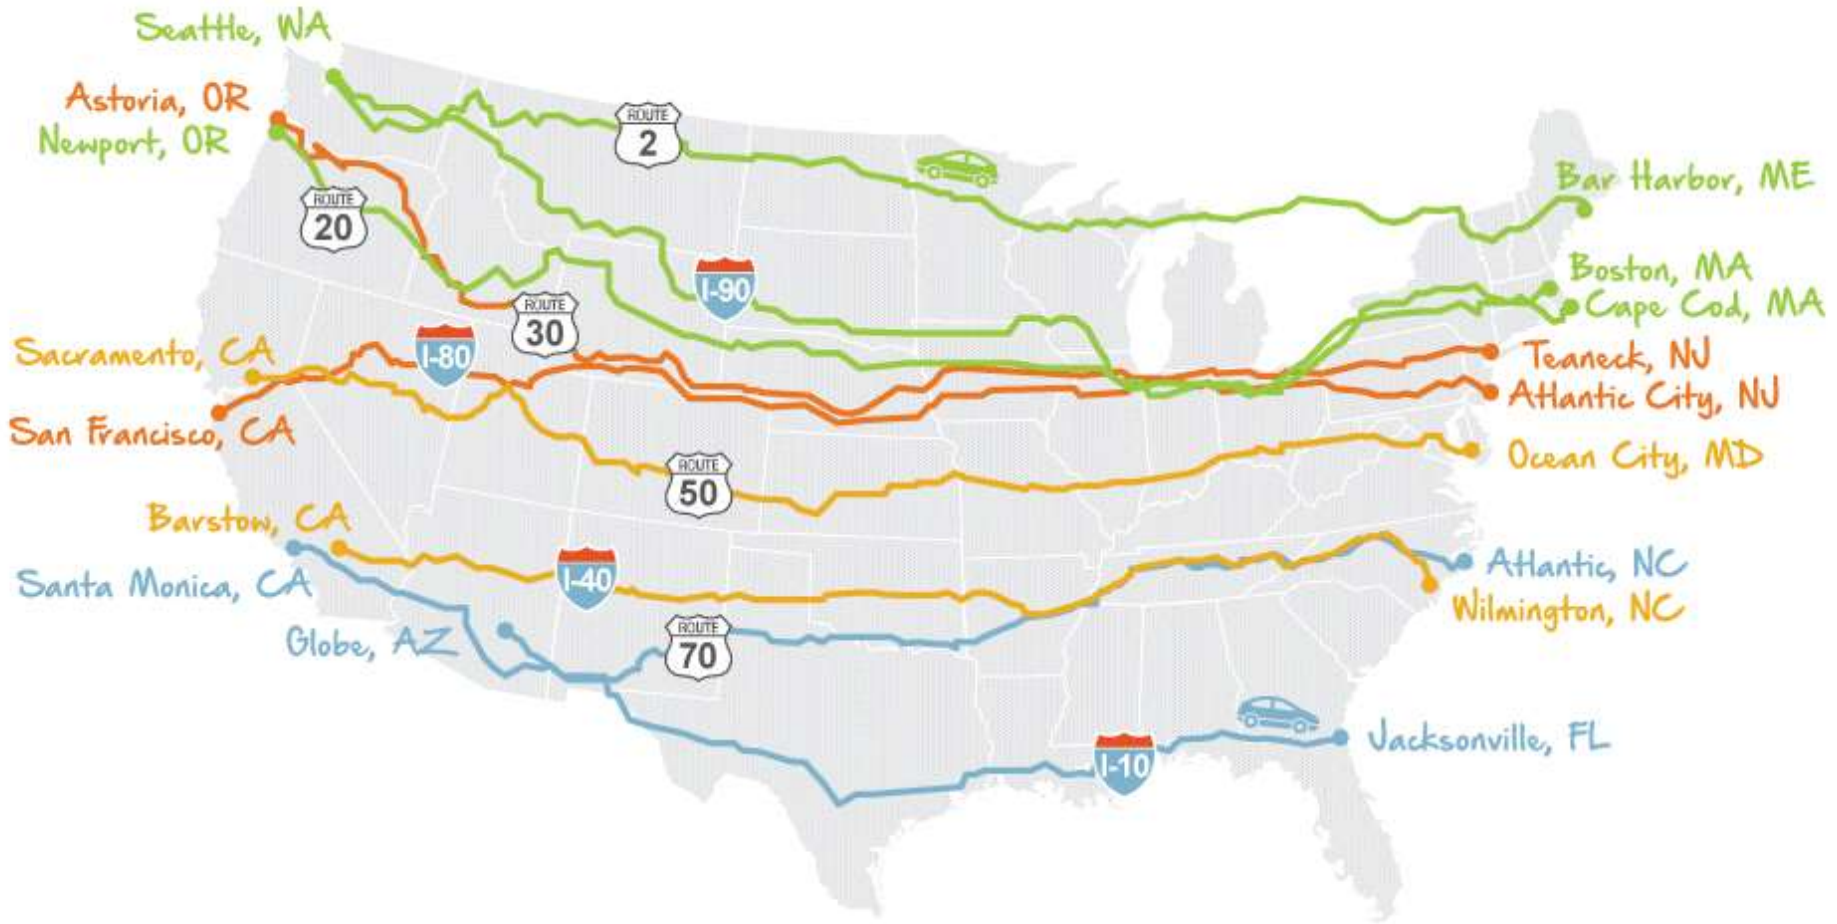 Seattle, WA
Astoria, OR
Newport, OR
ROUTE
2
Bar Harbor, ME
ROUTE
20
I-90
Boston, MA
Cape Cod, MA
ROUTE
30
I-80
Sacramento, CA
San Francisco, CA
Teaneck, NJ
Atlantic City, NJ
Ocean City, MD
ROUTE
50
Barstow, CA
Santa Monica, CA
Globe, AZ
I-40
Atlantic, NC
Wilmington, NC
ROUTE
70
I-10
Jacksonville, FL